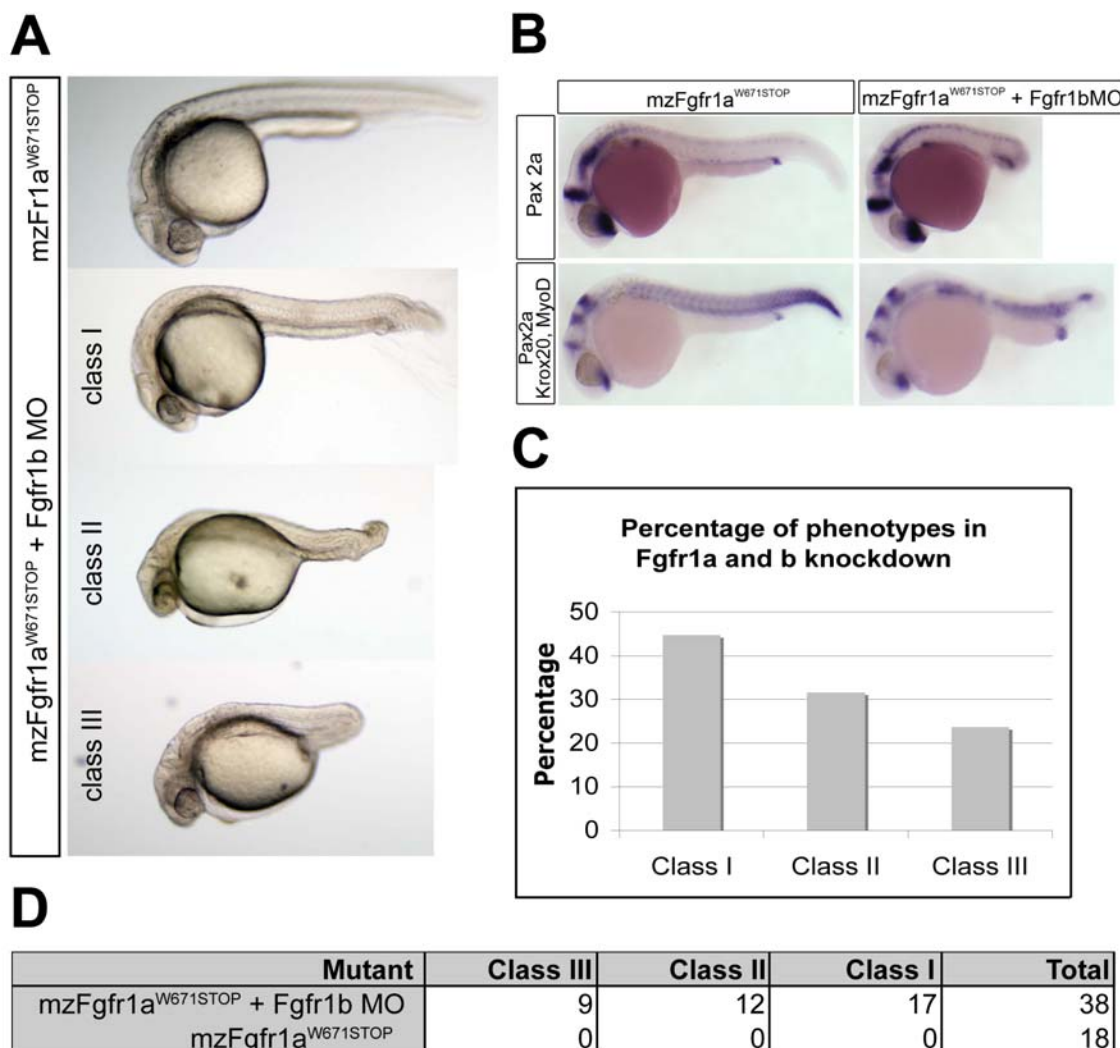 A
mzFr1a^W671STOP
mzFgfr1a^W671STOP + Fgfr1b MO
class I
class II
class III
B
mzFgfr1a^W671STOP
mzFgfr1a^W671STOP + Fgfr1bMO
Pax 2a
Pax2a
Krox20, MyoD
C
Percentage of phenotypes in
Fgfr1a and b knockdown
Percentage
50
40
30
20
10
0
Class I Class II Class III
D
Mutant Class III Class II Class I Total
mzFgfr1a^W671STOP + Fgfr1b MO 9 12 17 38
mzFgfr1a^W671STOP 0 0 0 18